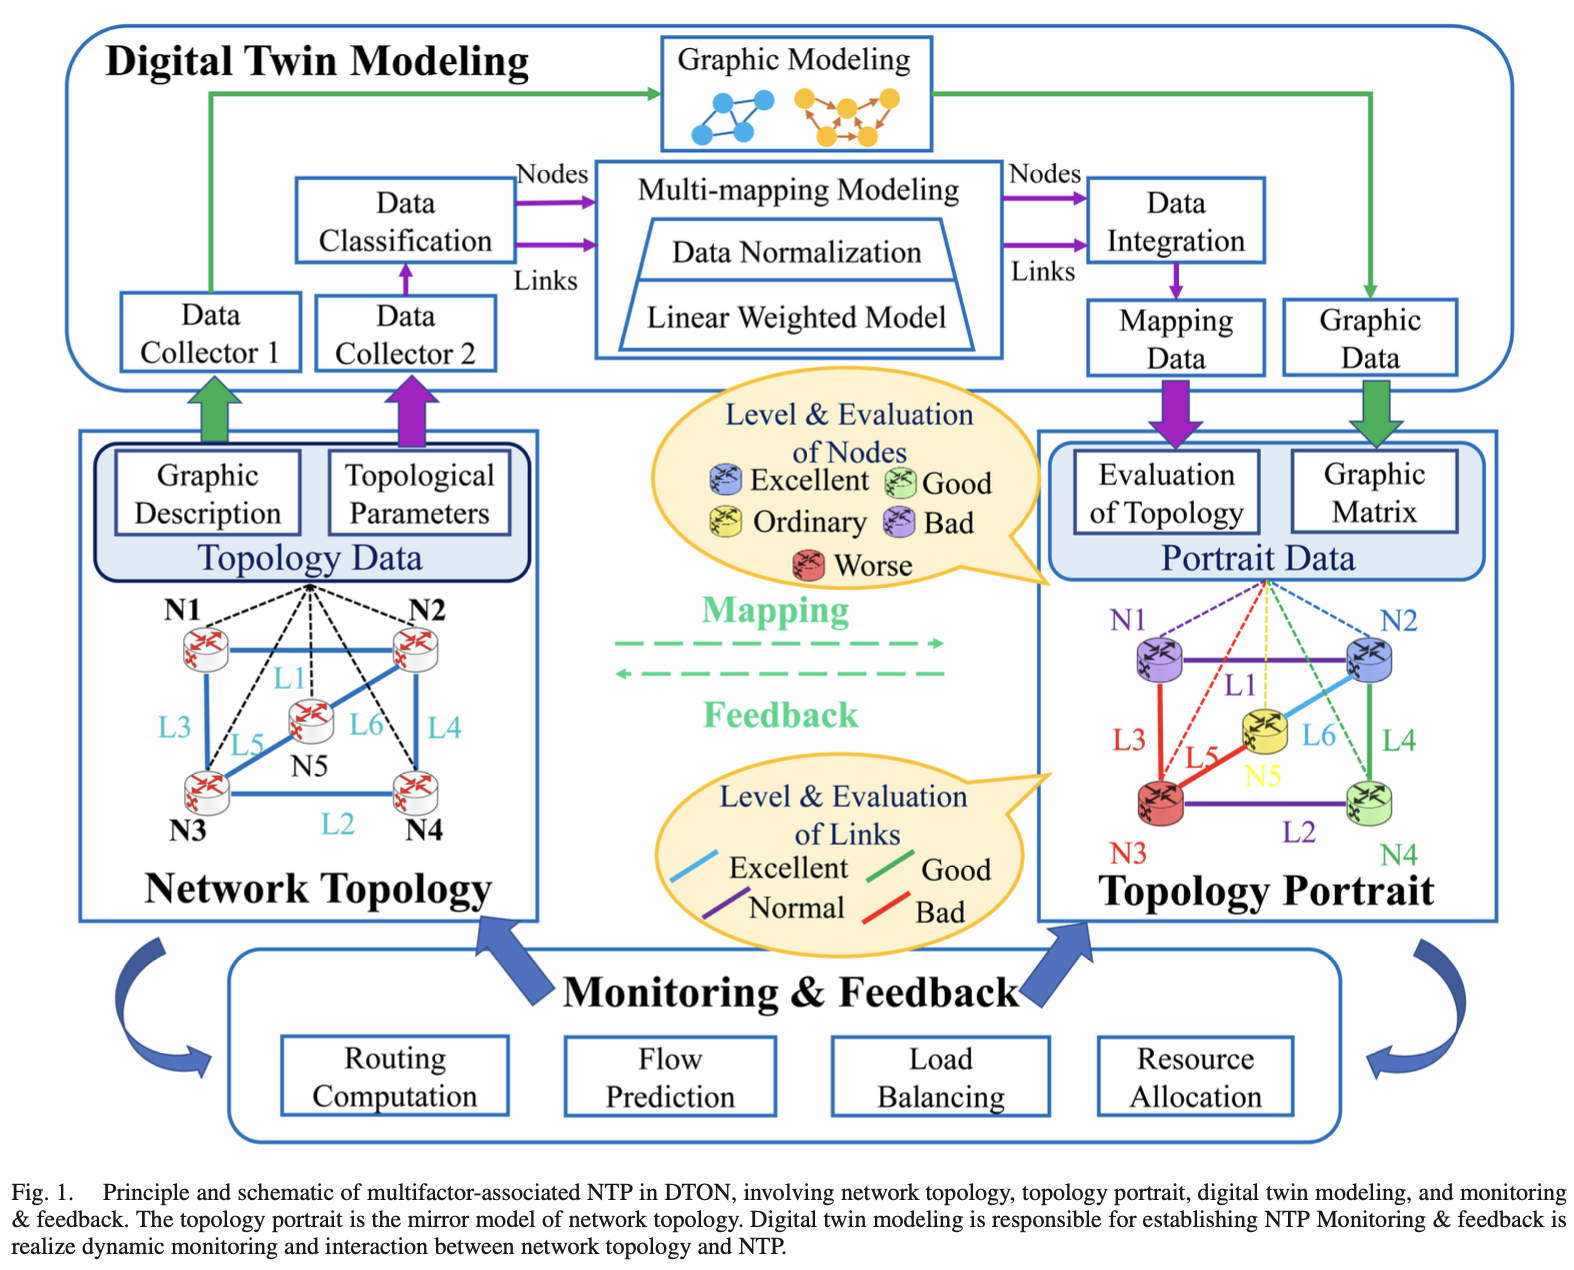 Digital Twin Modeling
Graphic Modeling
Nodes
Nodes
Data
Classification
Multi-mapping Modeling
Data
Integration
Data Normalization
Links
Links
Linear Weighted Model
Data
Collector 1
Data
Collector 2
Mapping
Data
Graphic
Data
Graphic
Description
Topological
Parameters
Topology Data
N1
N2
L1
L3
L5
L6
L4
N5
N3
L2
N4
Network Topology
Level & Evaluation
of Nodes
Excellent
Good
Ordinary
Bad
Worse
Mapping
Feedback
Level & Evaluation
of Links
Excellent
Good
Normal
Bad
Evaluation
of Topology
Graphic
Matrix
Portrait Data
N1
N2
L1
L3
L5
L6
L4
N5
L2
N3
N4
Topology Portrait
Monitoring & Feedback
Routing
Computation
Flow
Prediction
Load
Balancing
Resource
Allocation
Fig. 1. Principle and schematic of multifactor-associated NTP in DTON, involving network topology, topology portrait, digital twin modeling, and monitoring
& feedback. The topology portrait is the mirror model of network topology. Digital twin modeling is responsible for establishing NTP Monitoring & feedback is
realize dynamic monitoring and interaction between network topology and NTP.